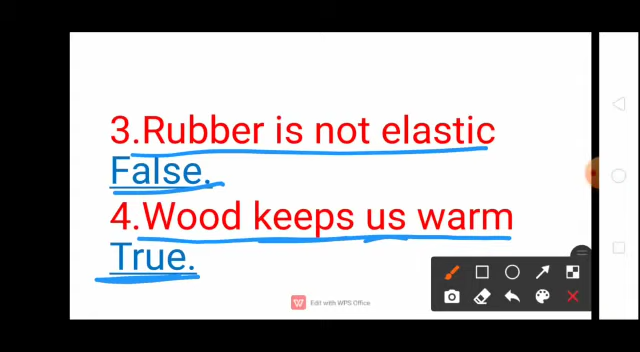 3.Rubber is not elastic
False.
4.Wood keeps us warm
True.
Edit with WPS Office